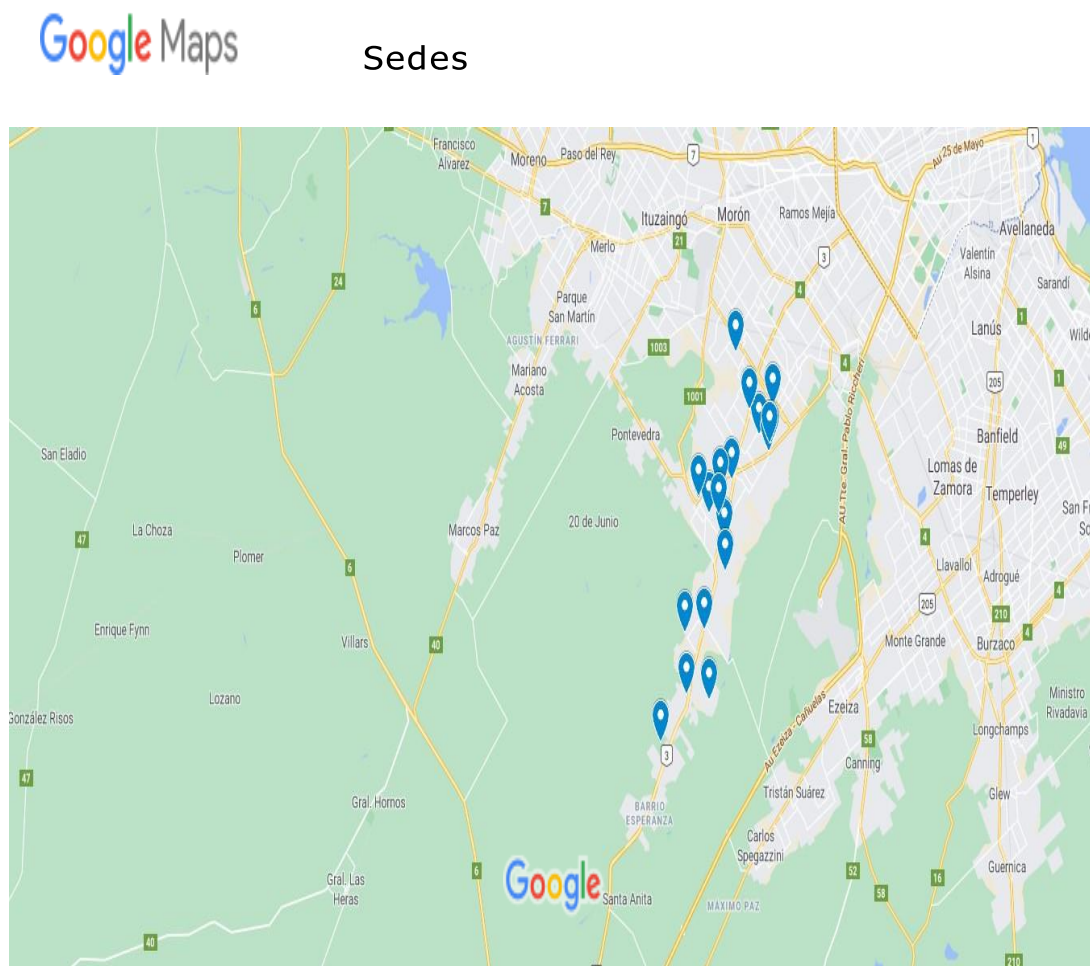 Google Maps
Sedes
1
Francisco
Alvarez
Moreno
Paso del Rey
7
Au 25 de Mayo
7
Ituzaingó
Morón
Ramos Mejía
Avellaneda
Merlo
21
3
Valentín
Alsina
24
4
Sarandí
6
Parque
San Martín
1
Lanús
Wilde
AGUSTÍN FERRARI
1003
4
Mariano
Acosta
1
205
1001
AU Tte. Gral. Pablo Riccheri
Pontevedra
Banfield
49
San Eladio
Lomas de
Zamora
Temperley
San Fr
So
La Choza
Marcos Paz
20 de Junio
47
4
Plomer
6
Llavallol
Adrogué
4
205
210
Enrique Fynn
Villars
40
Monte Grande
4
Burzaco
Lozano
Ezeiza
Ministro
Rivadavia
González Risos
Au Ezeiza - Cañuelas
Longchamps
58
3
Canning
47
Gral. Hornos
BARRIO
ESPERANZA
Tristán Suárez
Glew
Carlos
Spegazzini
6
Gral. Las
Heras
Google
Santa Anita
MÁXIMO PAZ
52
58
16
Guernica
40
210